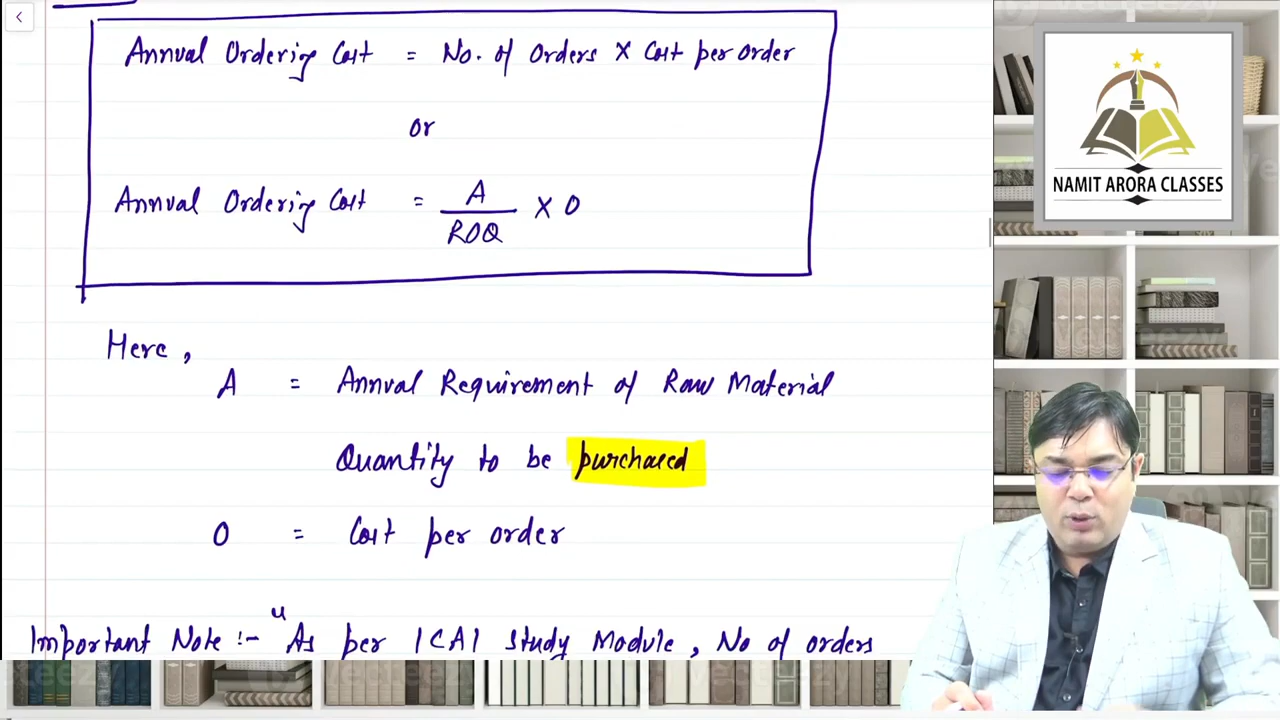 Annual Ordering Cost = No. of Orders X Cost per order
or
Annual Ordering Cost = A / ROQ X O
Here,
A = Annual Requirement of Raw Material
Quantity to be purchased
O = Cost per order
Important Note :- "As per ICAI Study Module, No of orders
NAMIT ARORA CLASSES
vecteezy